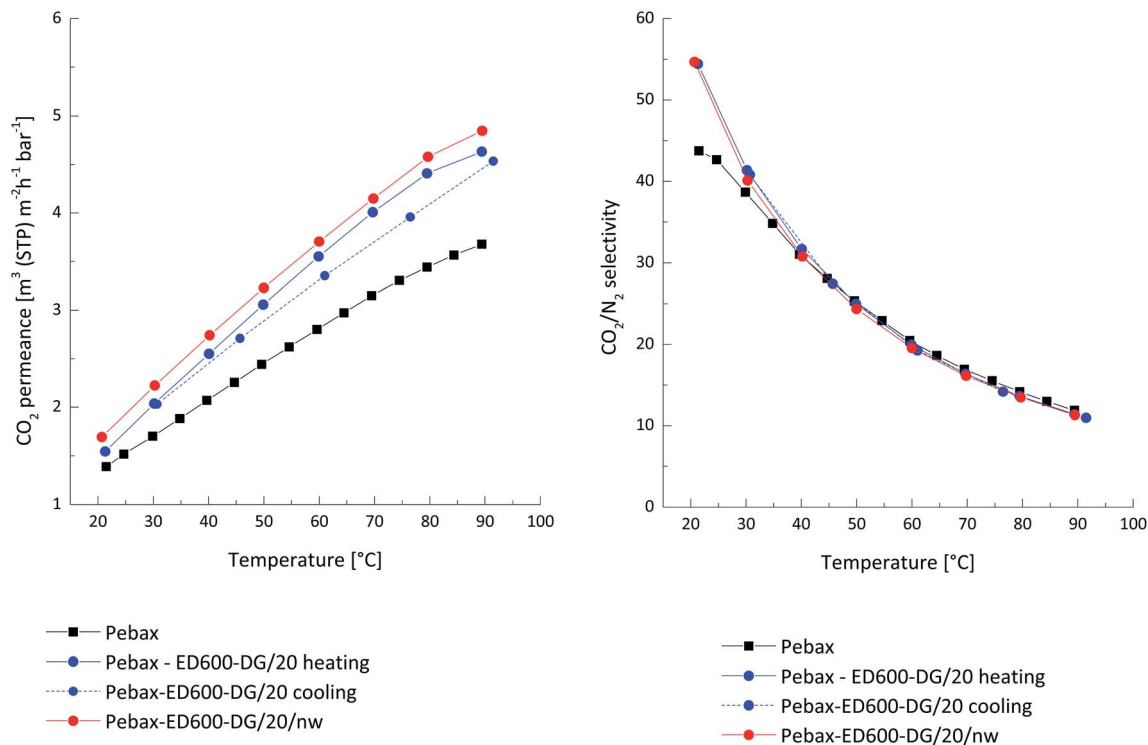 6
5
4
3
2
1
CO₂ permeance [m³ (STP) m⁻²h⁻¹ bar⁻¹]
20 30 40 50 60 70 80 90 100
Temperature [°C]
Pebax
Pebax - ED600-DG/20 heating
Pebax-ED600-DG/20 cooling
Pebax-ED600-DG/20/nw
60
50
40
30
20
10
0
CO₂/N₂ selectivity
20 30 40 50 60 70 80 90 100
Temperature [°C]
Pebax
Pebax - ED600-DG/20 heating
Pebax-ED600-DG/20 cooling
Pebax-ED600-DG/20/nw